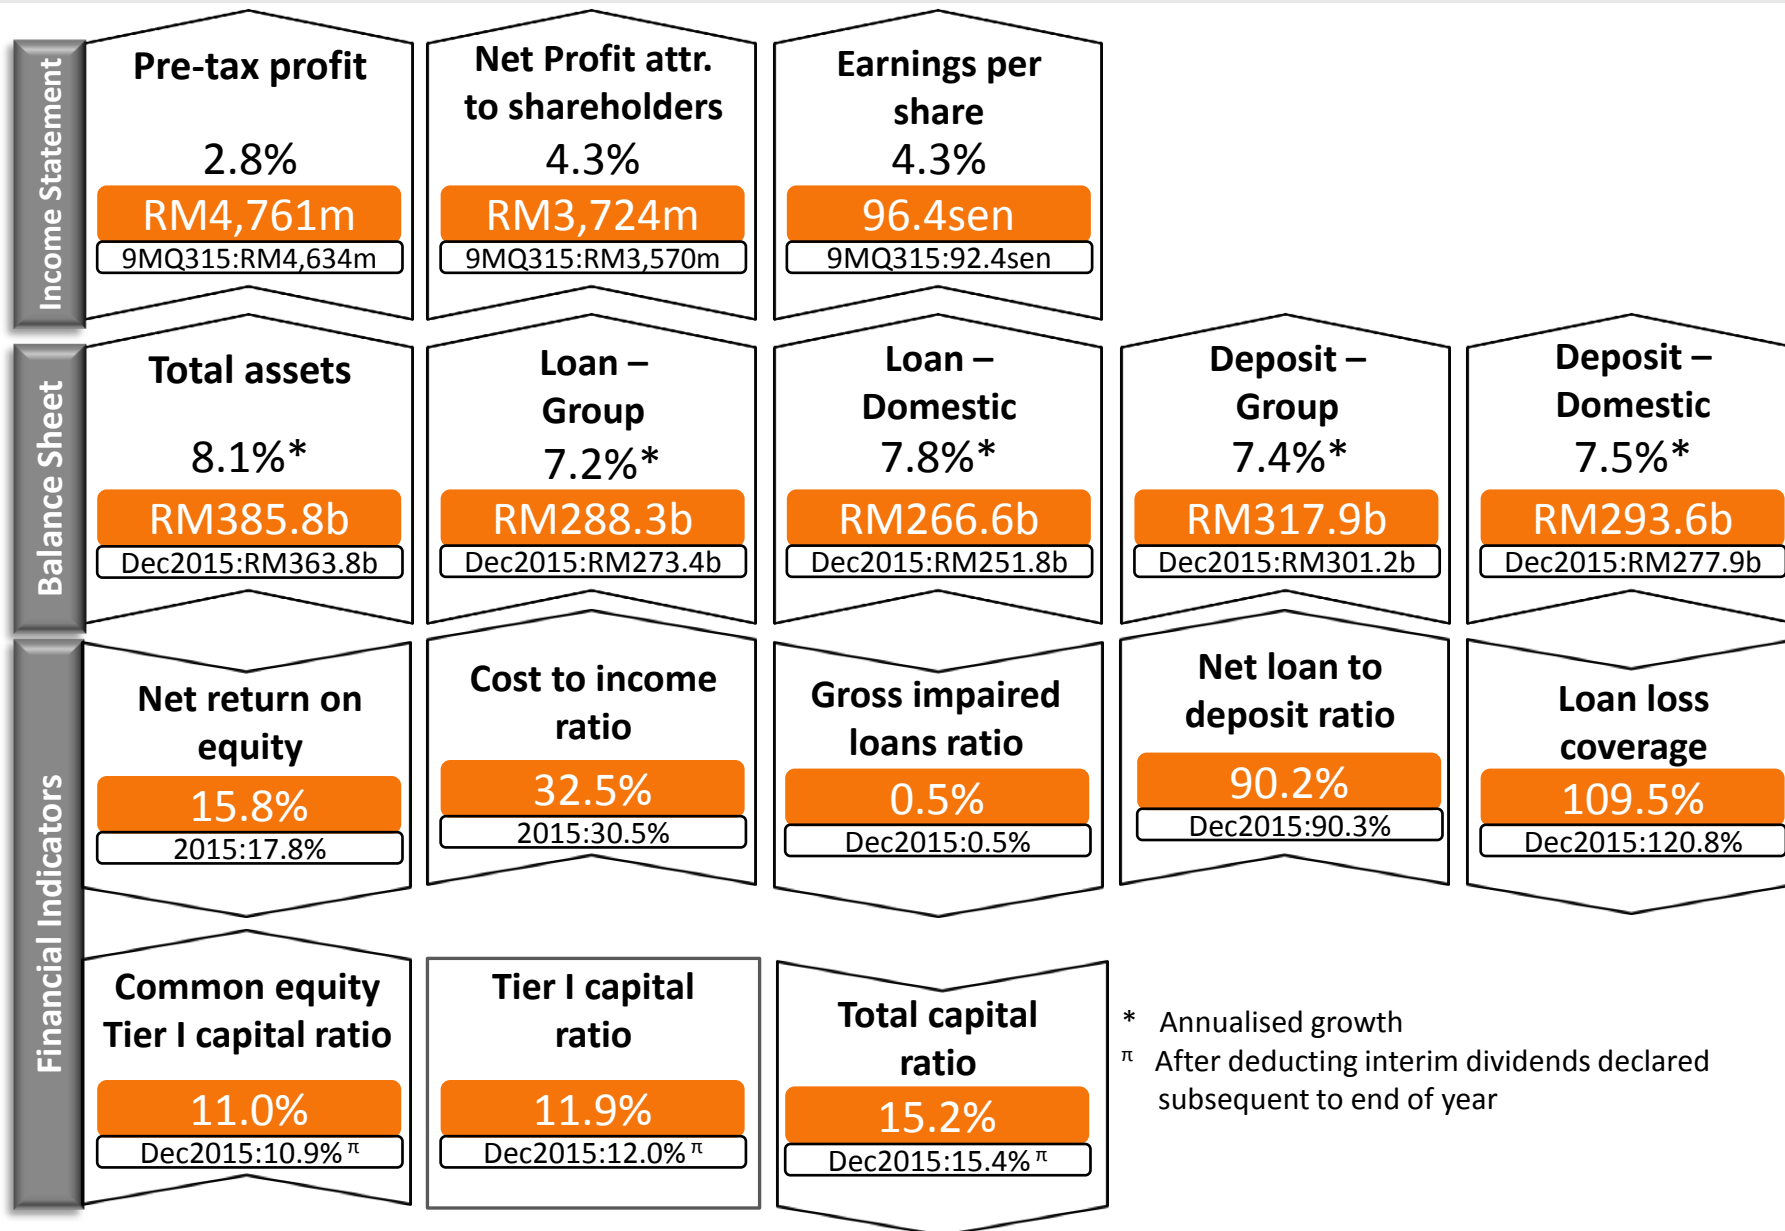 Income Statement
Pre-tax profit
2.8%
RM4,761m
9MQ315:RM4,634m
Net Profit attr.
to shareholders
4.3%
RM3,724m
9MQ315:RM3,570m
Earnings per
share
4.3%
96.4sen
9MQ315:92.4sen
Balance Sheet
Total assets
8.1%*
RM385.8b
Dec2015:RM363.8b
Loan –
Group
7.2%*
RM288.3b
Dec2015:RM273.4b
Loan –
Domestic
7.8%*
RM266.6b
Dec2015:RM251.8b
Deposit –
Group
7.4%*
RM317.9b
Dec2015:RM301.2b
Deposit –
Domestic
7.5%*
RM293.6b
Dec2015:RM277.9b
Financial Indicators
Net return on
equity
15.8%
2015:17.8%
Cost to income
ratio
32.5%
2015:30.5%
Gross impaired
loans ratio
0.5%
Dec2015:0.5%
Net loan to
deposit ratio
90.2%
Dec2015:90.3%
Loan loss
coverage
109.5%
Dec2015:120.8%
Common equity
Tier I capital ratio
11.0%
Dec2015:10.9% π
Tier I capital
ratio
11.9%
Dec2015:12.0% π
Total capital
ratio
15.2%
Dec2015:15.4% π
* Annualised growth
π After deducting interim dividends declared
subsequent to end of year